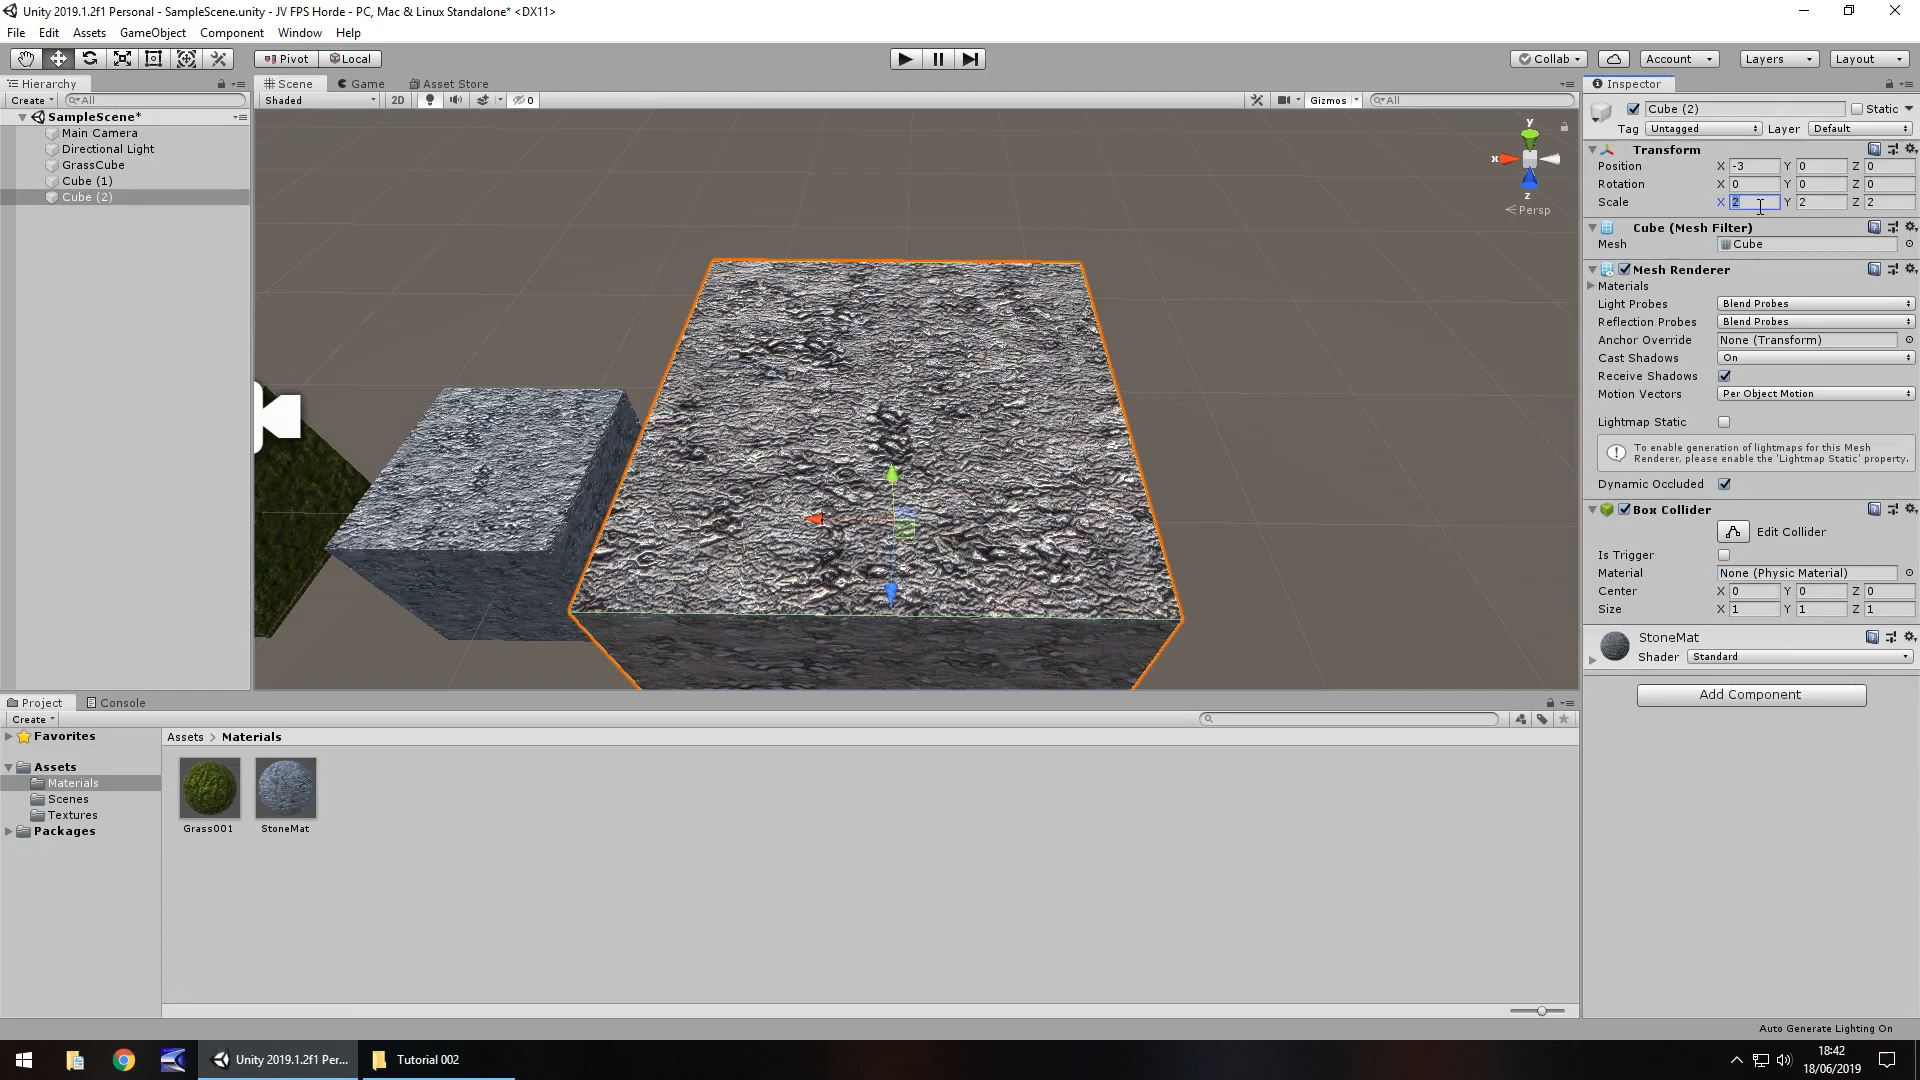 Unity 2019.1.2f1 Personal - SampleScene.unity - JV FPS Horde - PC, Mac & Linux Standalone* <DX11>
File Edit Assets GameObject Component Window Help
Pivot Local Collab Account Layers Layout
Hierarchy
Create All
SampleScene*
Main Camera
Directional Light
GrassCube
Cube (1)
Cube (2)
Scene Game Asset Store
Shaded 2D 0 Gizmos All
y
x
z
Persp
Inspector
Cube (2) Static
Tag Untagged Layer Default
Transform
Position X -3 Y 0 Z 0
Rotation X 0 Y 0 Z 0
Scale X 2 Y 2 Z 2
Cube (Mesh Filter)
Mesh Cube
Mesh Renderer
Materials
Light Probes Blend Probes
Reflection Probes Blend Probes
Anchor Override None (Transform)
Cast Shadows On
Receive Shadows
Motion Vectors Per Object Motion
Lightmap Static
To enable generation of lightmaps for this Mesh
Renderer, please enable the 'Lightmap Static' property.
Dynamic Occluded
Box Collider
Edit Collider
Is Trigger
Material None (Physic Material)
Center X 0 Y 0 Z 0
Size X 1 Y 1 Z 1
StoneMat
Shader Standard
Add Component
Project Console
Create
Favorites
Assets
Materials
Scenes
Textures
Packages
Assets > Materials
Grass001 StoneMat
Auto Generate Lighting On
Unity 2019.1.2f1 Per... Tutorial 002
18:42
18/06/2019